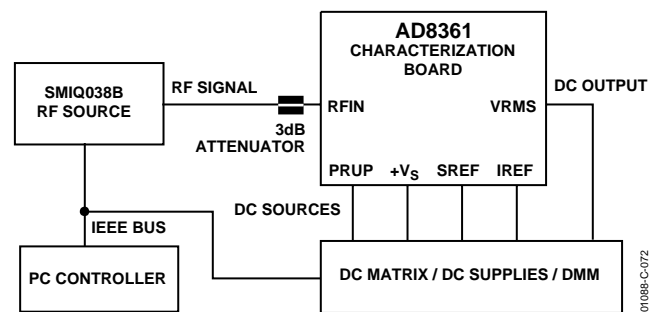 AD8361
CHARACTERIZATION
BOARD
SMIQ038B
RF SOURCE
RF SIGNAL
3dB
ATTENUATOR
RFIN
VRMS
DC OUTPUT
PRUP
+VS
SREF
IREF
DC SOURCES
IEEE BUS
PC CONTROLLER
DC MATRIX / DC SUPPLIES / DMM
01088-C-072